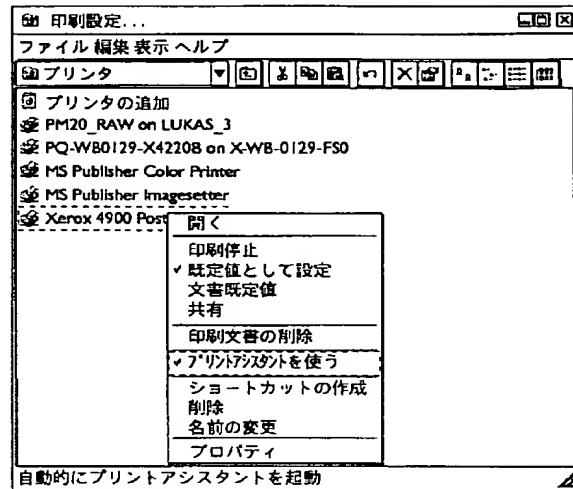 印刷設定...
ファイル 編集 表示 ヘルプ
プリンタ
プリンタの追加
PM20_RAW on LUKAS_3
PQ-WB0129-X42208 on X-WB-0129-FS0
MS Publisher Color Printer
MS Publisher Imagesetter
Xerox 4900 Post
開く
印刷停止
既定値として設定
文書既定値
共有
印刷文書の削除
プリントアシスタントを使う
ショートカットの作成
削除
名前の変更
プロパティ
自動的にプリントアシスタントを起動